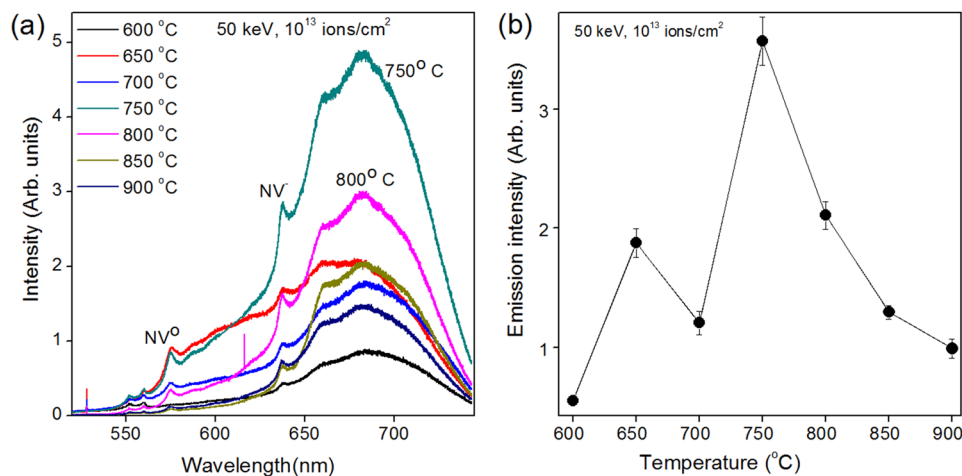 (a)
50 keV, 10¹³ ions/cm²
600 °C
650 °C
700 °C
750 °C
800 °C
850 °C
900 °C
750° C
800° C
NV⁻
NV⁰
5
4
3
2
1
0
550
600
650
700
Intensity (Arb. units)
Wavelength(nm)
(b)
50 keV, 10¹³ ions/cm²
3
2
1
600
650
700
750
800
850
900
Emission intensity (Arb. units)
Temperature (°C)